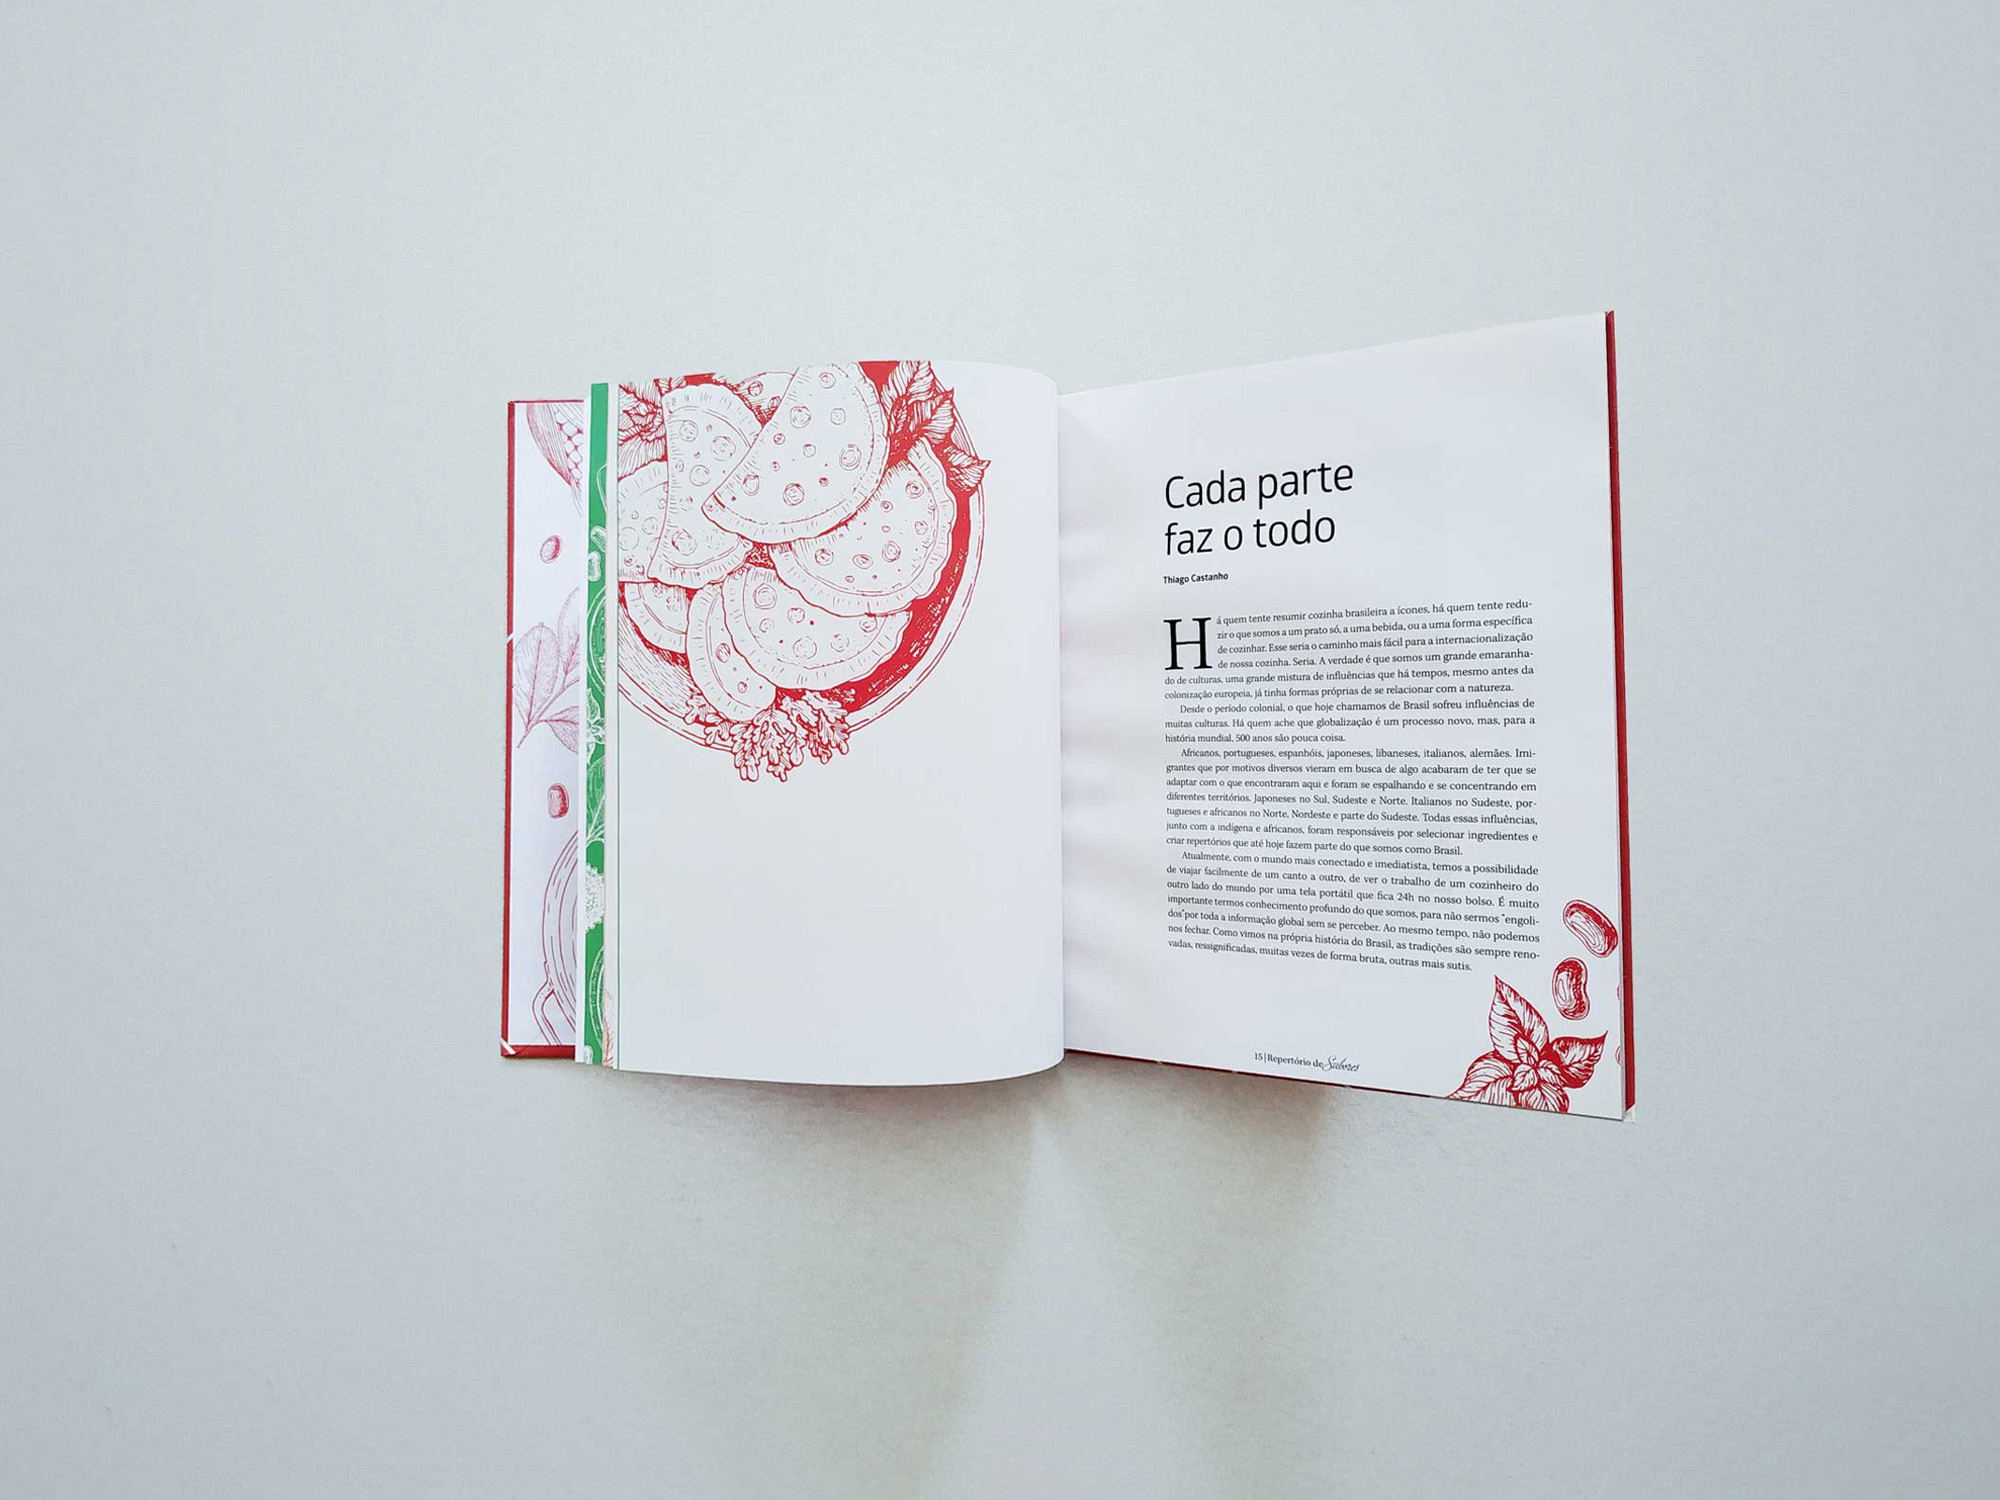 Cada parte
faz o todo
Thiago Castanho
Há quem tente resumir cozinha brasileira a ícones, há quem tente redu-
zir o que somos a um prato só, a uma bebida, ou a uma forma específica
de cozinhar. Esse seria o caminho mais fácil para a internacionalização
de nossa cozinha. Seria. A verdade é que somos um grande emaranha-
do de culturas, uma grande mistura de influências que há tempos, mesmo antes da
colonização europeia, já tinha formas próprias de se relacionar com a natureza.
Desde o período colonial, o que hoje chamamos de Brasil sofreu influências de
muitas culturas. Há quem ache que globalização é um processo novo, mas, para a
história mundial, 500 anos são pouca coisa.
Africanos, portugueses, espanhóis, japoneses, libaneses, italianos, alemães. Imi-
grantes que por motivos diversos vieram em busca de algo acabaram de ter que se
adaptar com o que encontraram aqui e foram se espalhando e se concentrando em
diferentes territórios. Japoneses no Sul, Sudeste e Norte. Italianos no Sudeste, por-
tugueses e africanos no Norte, Nordeste e parte do Sudeste. Todas essas influências,
junto com a indígena e africanos, foram responsáveis por selecionar ingredientes e
criar repertórios que até hoje fazem parte do que somos como Brasil.
Atualmente, com o mundo mais conectado e imediatista, temos a possibilidade
de viajar facilmente de um canto a outro, de ver o trabalho de um cozinheiro do
outro lado do mundo por uma tela portátil que fica 24h no nosso bolso. É muito
importante termos conhecimento profundo do que somos, para não sermos "engoli-
dos"por toda a informação global sem se perceber. Ao mesmo tempo, não podemos
nos fechar. Como vimos na própria história do Brasil, as tradições são sempre reno-
vadas, ressignificadas, muitas vezes de forma bruta, outras mais sutis.
15 | Repertório de Sabores